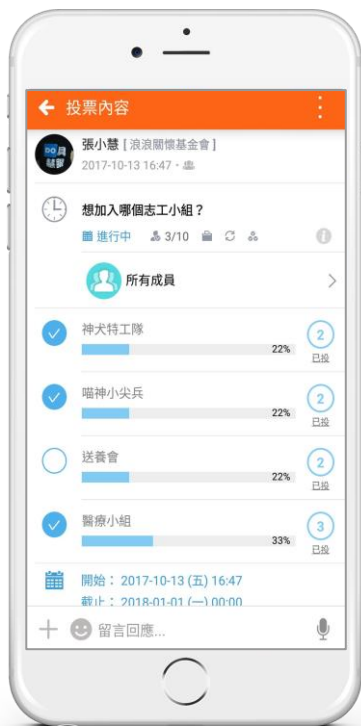 投票內容
張小慧 [ 浪浪關懷基金會 ]
2017-10-13 16:47
想加入哪個志工小組？
進行中 3/10
所有成員
神犬特工隊
22%
2
已投
喵神小尖兵
22%
2
已投
送養會
22%
2
已投
醫療小組
33%
3
已投
開始： 2017-10-13 (五) 16:47
截止： 2018-01-01 (一) 00:00
留言回應...